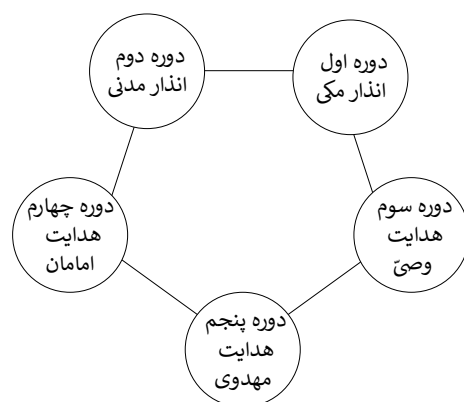 دوره اول
انذار مکی
دوره دوم
انذار مدنی
دوره سوم
هدایت
وصیّ
دوره چهارم
هدایت
امامان
دوره پنجم
هدایت
مهدوی